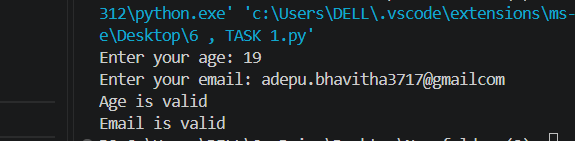 312\python.exe' 'c:\Users\DELL\.vscode\extensions\ms-
e\Desktop\6 , TASK 1.py'
Enter your age: 19
Enter your email: adepu.bhavitha3717@gmailcom
Age is valid
Email is valid